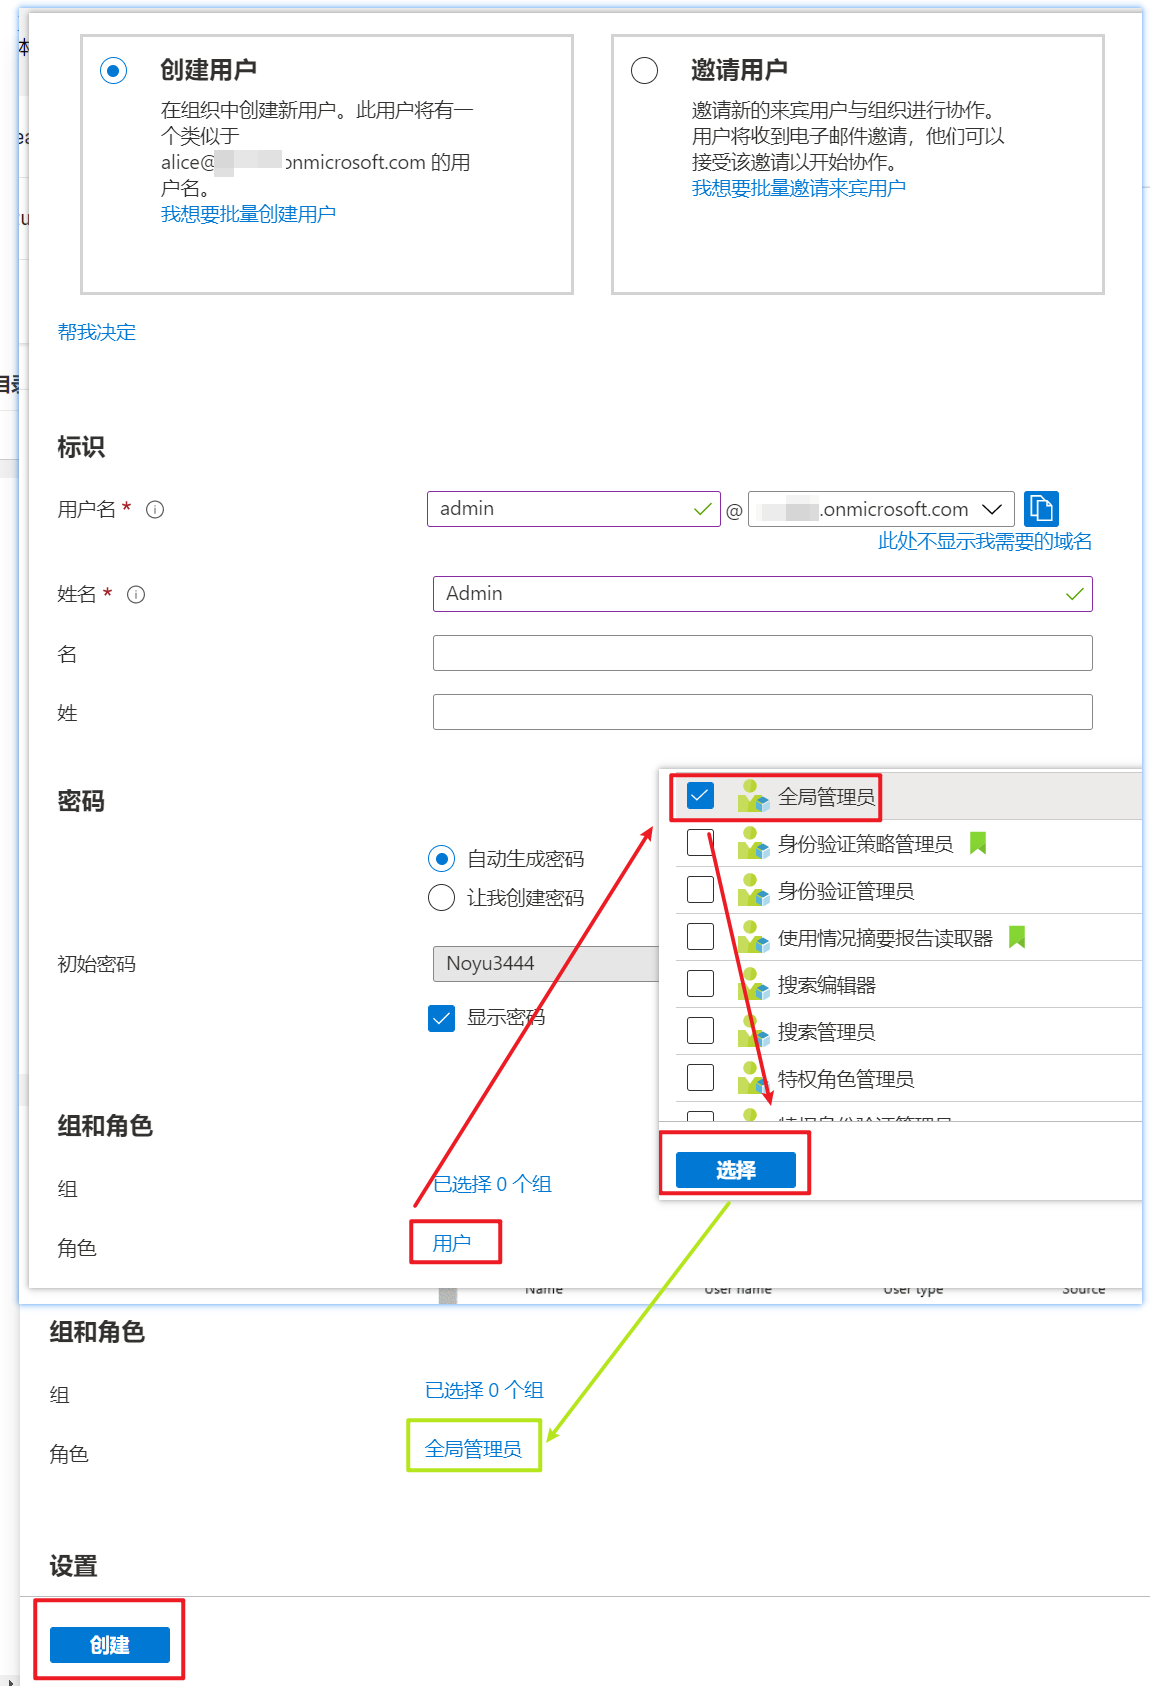 创建用户
在组织中创建新用户。此用户将有一
个类似于
alice@ onmicrosoft.com 的用
户名。
我想要批量创建用户
邀请用户
邀请新的来宾用户与组织进行协作。
用户将收到电子邮件邀请，他们可以
接受该邀请以开始协作。
我想要批量邀请来宾用户
帮我决定
标识
用户名 *
admin
@
.onmicrosoft.com
此处不显示我需要的域名
姓名 *
Admin
名
姓
密码
自动生成密码
让我创建密码
初始密码
Noyu3444
显示密码
全局管理员
身份验证策略管理员
身份验证管理员
使用情况摘要报告读取器
搜索编辑器
搜索管理员
特权角色管理员
特权身份验证管理员
选择
组和角色
组
已选择 0 个组
角色
用户
Name
User name
User type
Source
组和角色
组
已选择 0 个组
角色
全局管理员
设置
创建